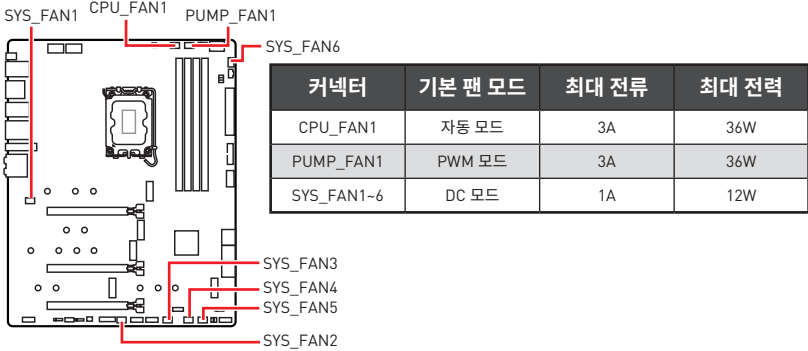 SYS_FAN1 CPU_FAN1 PUMP_FAN1
SYS_FAN6
커넥터 기본 팬 모드 최대 전류 최대 전력
CPU_FAN1 자동 모드 3A 36W
PUMP_FAN1 PWM 모드 3A 36W
SYS_FAN1~6 DC 모드 1A 12W
SYS_FAN3
SYS_FAN4
SYS_FAN5
SYS_FAN2